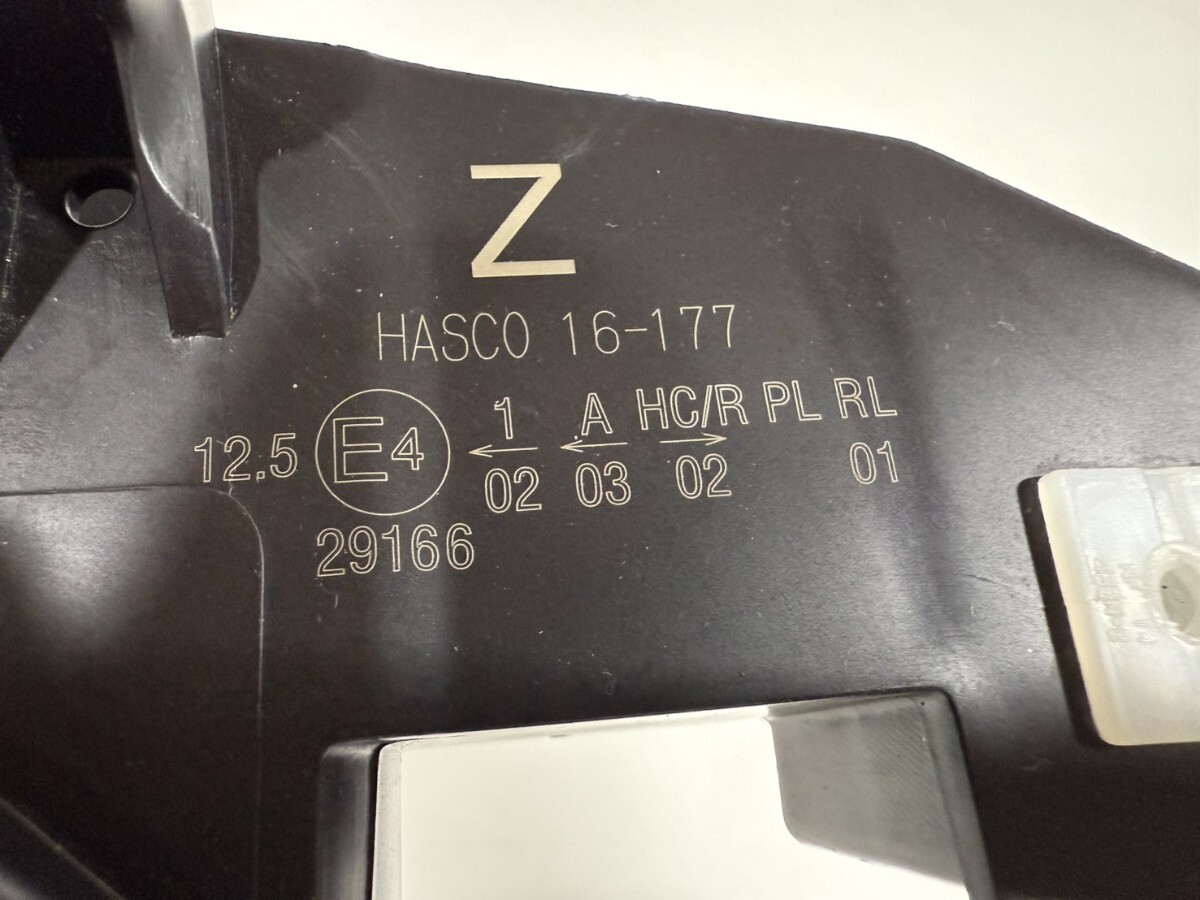 Z
HASCO 16-177
12.5 E4 1 A HC/R PL RL
← ← →
02 03 02 01
29166